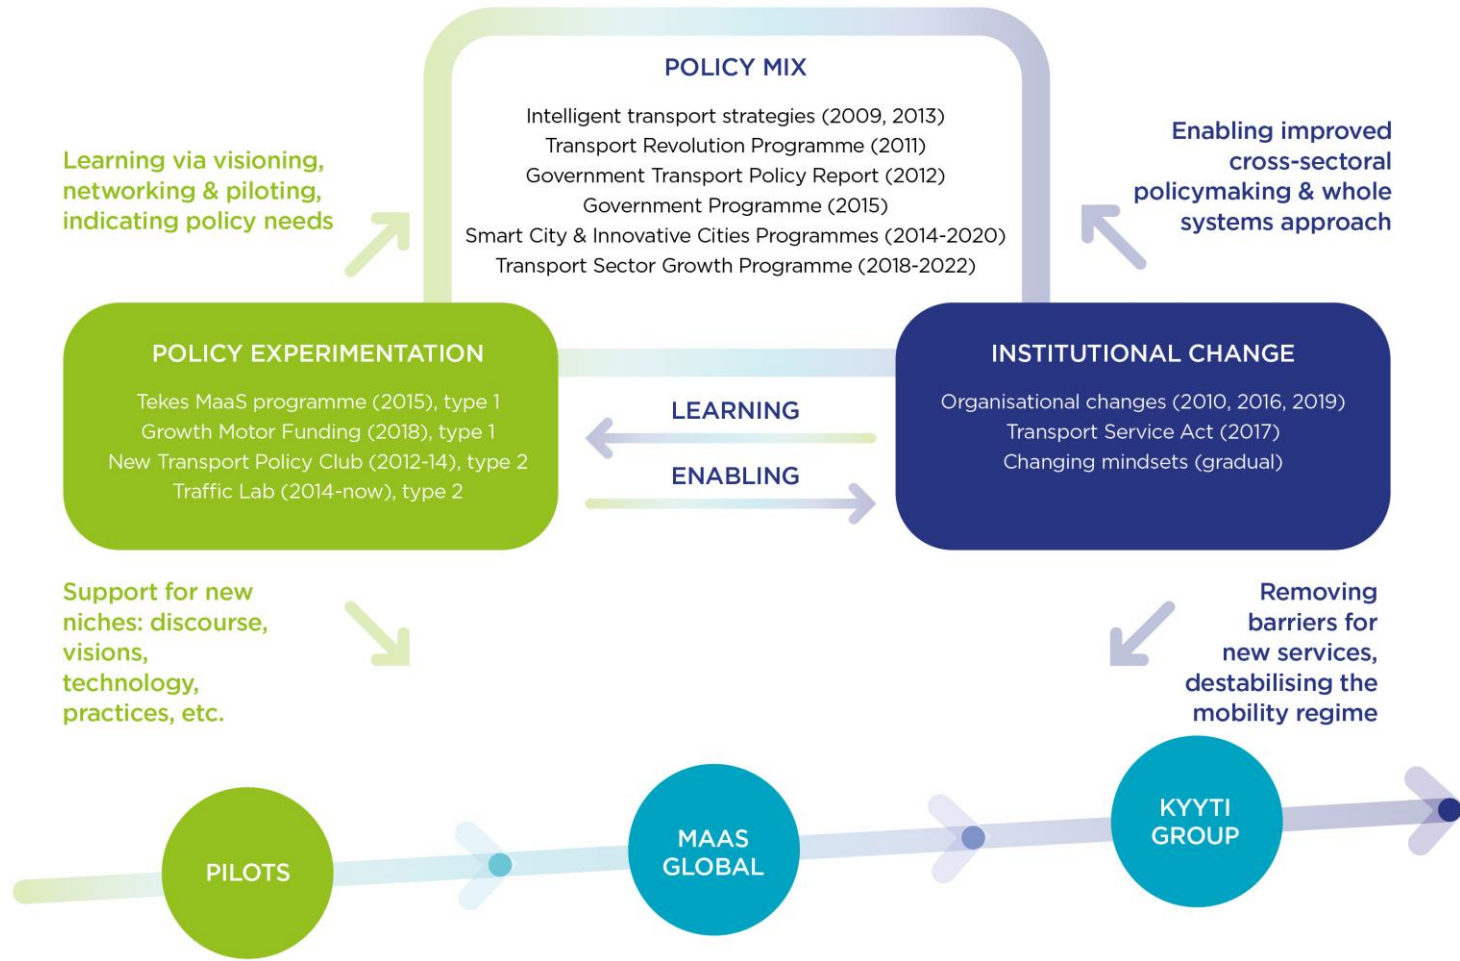 POLICY MIX
Intelligent transport strategies (2009, 2013)
Transport Revolution Programme (2011)
Government Transport Policy Report (2012)
Government Programme (2015)
Smart City & Innovative Cities Programmes (2014-2020)
Transport Sector Growth Programme (2018-2022)
Learning via visioning,
networking & piloting,
indicating policy needs
Enabling improved
cross-sectoral
policymaking & whole
systems approach
POLICY EXPERIMENTATION
Tekes MaaS programme (2015), type 1
Growth Motor Funding (2018), type 1
New Transport Policy Club (2012-14), type 2
Traffic Lab (2014-now), type 2
LEARNING
ENABLING
INSTITUTIONAL CHANGE
Organisational changes (2010, 2016, 2019)
Transport Service Act (2017)
Changing mindsets (gradual)
Support for new
niches: discourse,
visions,
technology,
practices, etc.
Removing
barriers for
new services,
destabilising the
mobility regime
PILOTS
MAAS
GLOBAL
KYYTI
GROUP